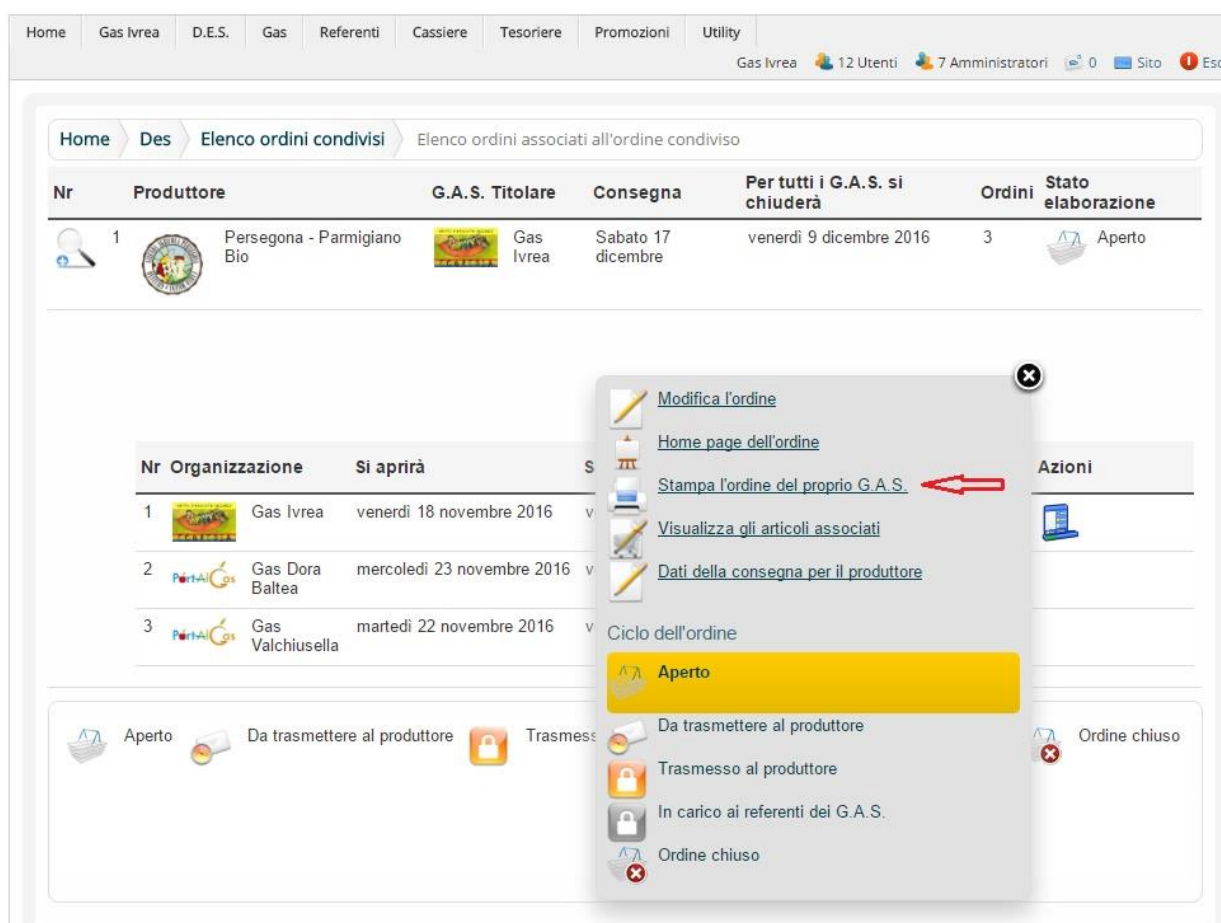 Home Gas Ivrea D.E.S. Gas Referenti Cassiere Tesoriere Promozioni Utility
Gas Ivrea 12 Utenti 7 Amministratori 0 Sito Esc
Home Des Elenco ordini condivisi Elenco ordini associati all'ordine condiviso
Nr Produttore G.A.S. Titolare Consegna Per tutti i G.A.S. si chiuderà Ordini Stato elaborazione
1 Persegona - Parmigiano Bio Gas Ivrea Sabato 17 dicembre venerdì 9 dicembre 2016 3 Aperto
Modifica l'ordine
Home page dell'ordine
Stampa l'ordine del proprio G.A.S.
Visualizza gli articoli associati
Dati della consegna per il produttore
Ciclo dell'ordine
Aperto
Da trasmettere al produttore
Trasmesso al produttore
In carico ai referenti dei G.A.S.
Ordine chiuso
Nr Organizzazione Si aprirà S Azioni
1 Gas Ivrea venerdì 18 novembre 2016 v
2 PortAlGas Gas Dora Baltea mercoledì 23 novembre 2016 v
3 PortAlGas Gas Valchiusella martedì 22 novembre 2016 v
Aperto Da trasmettere al produttore Trasmess Ordine chiuso